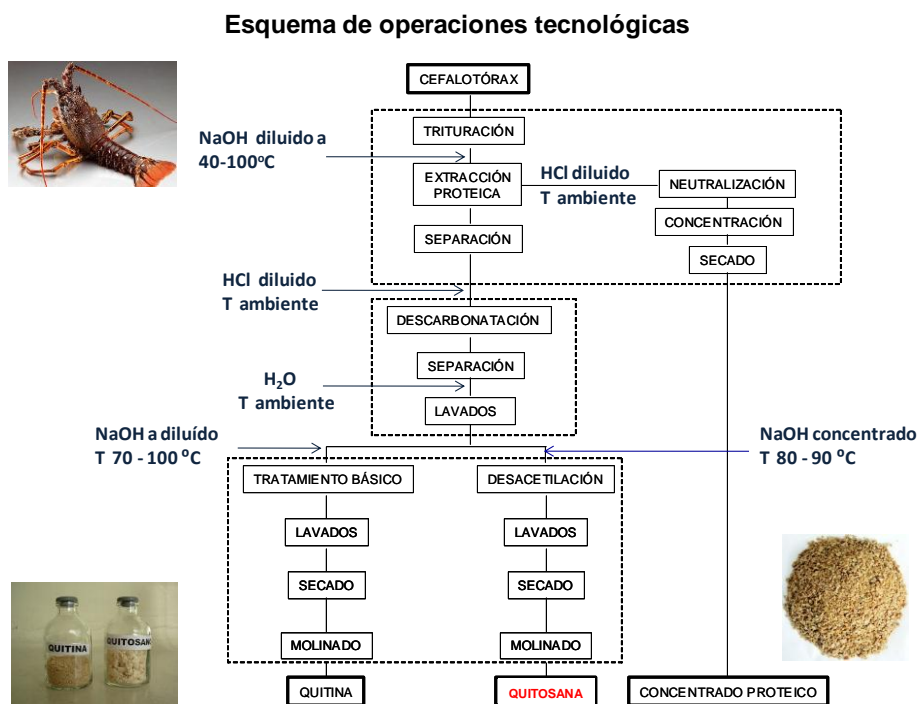 Esquema de operaciones tecnológicas
CEFALOTÓRAX
TRITURACIÓN
NaOH diluido a
40-100ºC
EXTRACCIÓN
PROTEICA
HCl diluido
T ambiente
NEUTRALIZACIÓN
CONCENTRACIÓN
SEPARACIÓN
SECADO
HCl diluido
T ambiente
DESCARBONATACIÓN
SEPARACIÓN
H₂O
T ambiente
LAVADOS
NaOH a diluído
T 70 - 100 ⁰C
NaOH concentrado
T 80 - 90 ⁰C
TRATAMIENTO BÁSICO
DESACETILACIÓN
LAVADOS
LAVADOS
SECADO
SECADO
MOLINADO
MOLINADO
QUITINA
QUITOSANO
QUITINA
QUITOSANA
CONCENTRADO PROTEICO